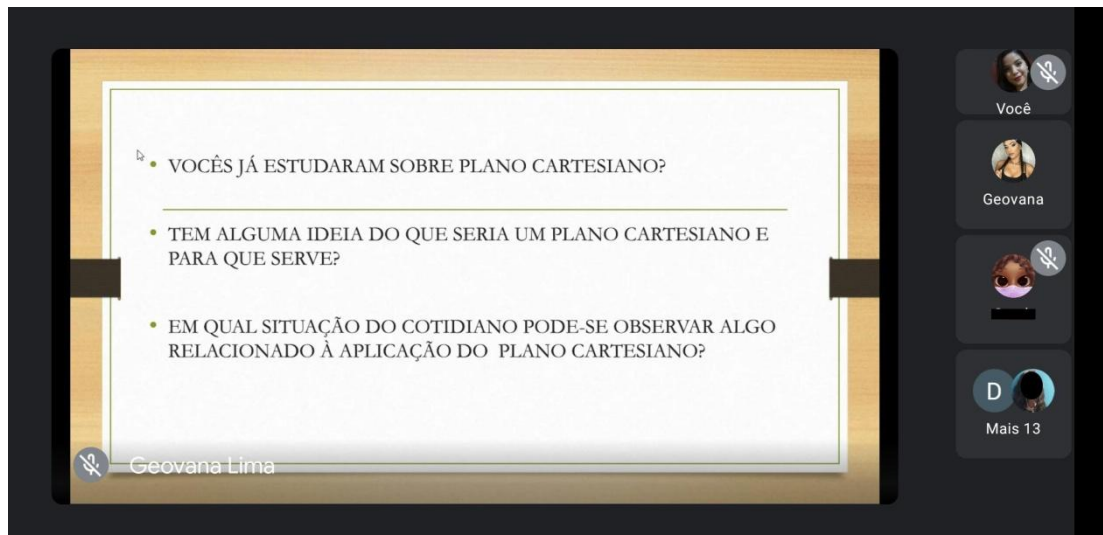 • VOCÊS JÁ ESTUDARAM SOBRE PLANO CARTESIANO?
• TEM ALGUMA IDEIA DO QUE SERIA UM PLANO CARTESIANO E
PARA QUE SERVE?
• EM QUAL SITUAÇÃO DO COTIDIANO PODE-SE OBSERVAR ALGO
RELACIONADO À APLICAÇÃO DO PLANO CARTESIANO?
Geovana Lima
Você
Geovana
D
Mais 13